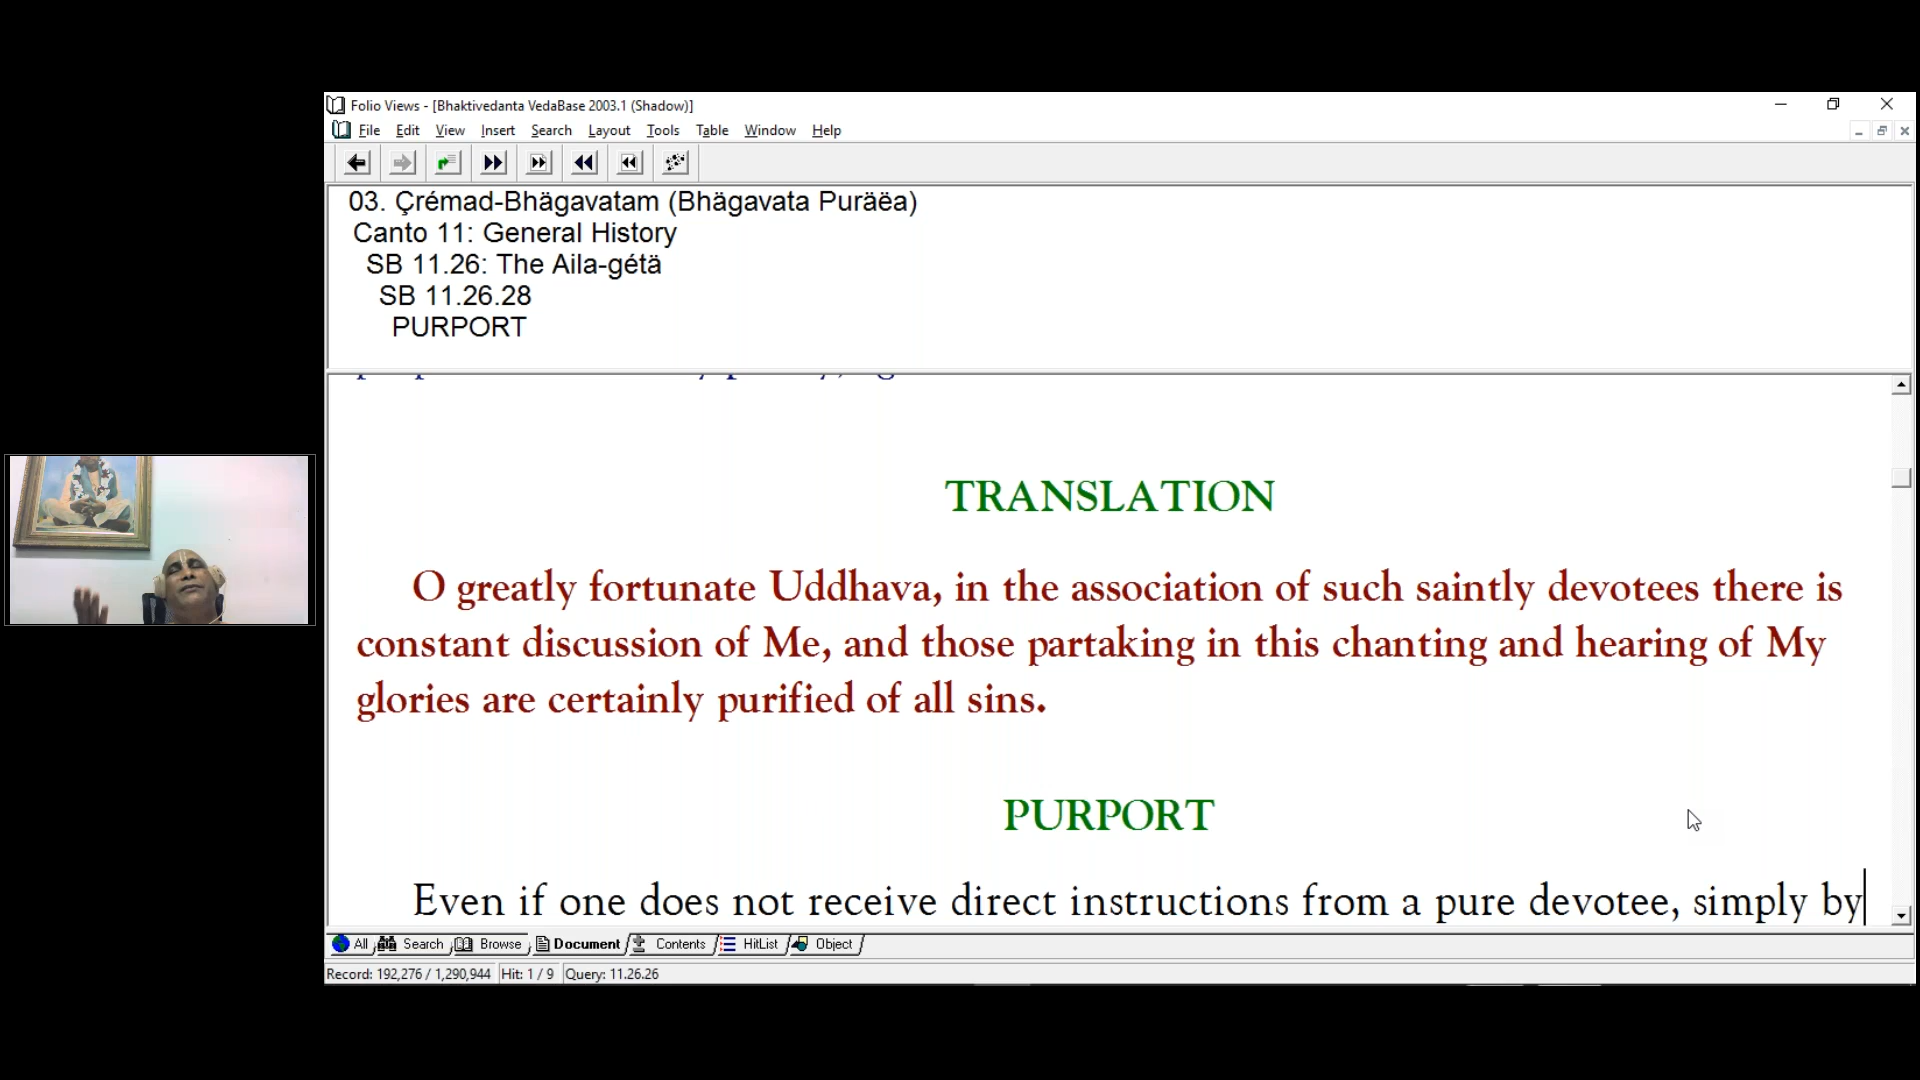 Folio Views - [Bhaktivedanta VedaBase 2003.1 (Shadow)]
File Edit View Insert Search Layout Tools Table Window Help
03. Çrémad-Bhägavatam (Bhägavata Puräëa)
Canto 11: General History
SB 11.26: The Aila-gétä
SB 11.26.28
PURPORT
TRANSLATION
O greatly fortunate Uddhava, in the association of such saintly devotees there is
constant discussion of Me, and those partaking in this chanting and hearing of My
glories are certainly purified of all sins.
PURPORT
Even if one does not receive direct instructions from a pure devotee, simply by
All Search Browse Document Contents HitList Object
Record: 192,276 / 1,290,944 Hit: 1 / 9 Query: 11.26.26